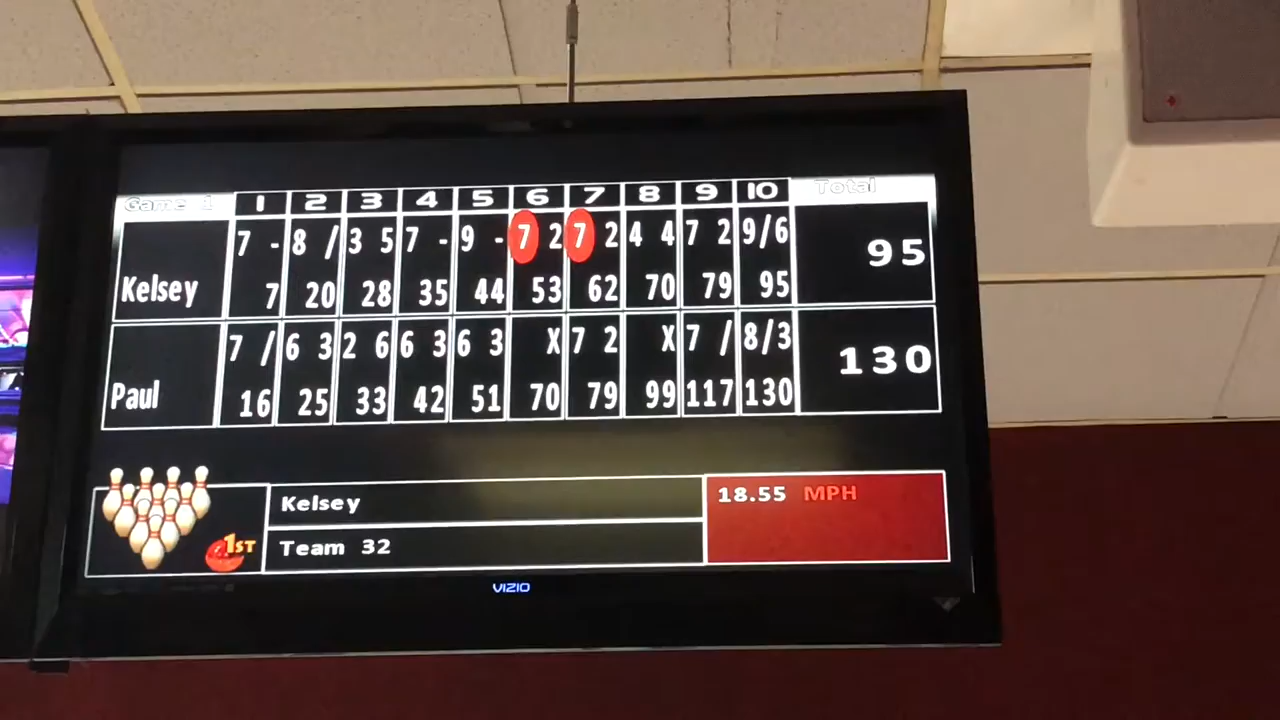 Game 1 1 2 3 4 5 6 7 8 9 10 Total
7 - 8 / 3 5 7 - 9 - 7 2 7 2 4 4 7 2 9/6 95
Kelsey 7 20 28 35 44 53 62 70 79 95
7 / 6 3 2 6 6 3 6 3 X 7 2 X 7 / 8/3 130
Paul 16 25 33 42 51 70 79 99 117 130
Kelsey 18.55 MPH
1ST Team 32
VIZIO